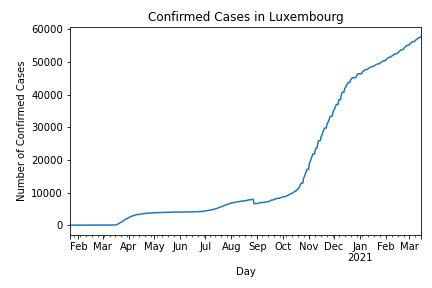 Confirmed Cases in Luxembourg
60000
50000
40000
30000
20000
10000
0
Number of Confirmed Cases
Feb Mar Apr May Jun Jul Aug Sep Oct Nov Dec Jan Feb Mar
2021
Day